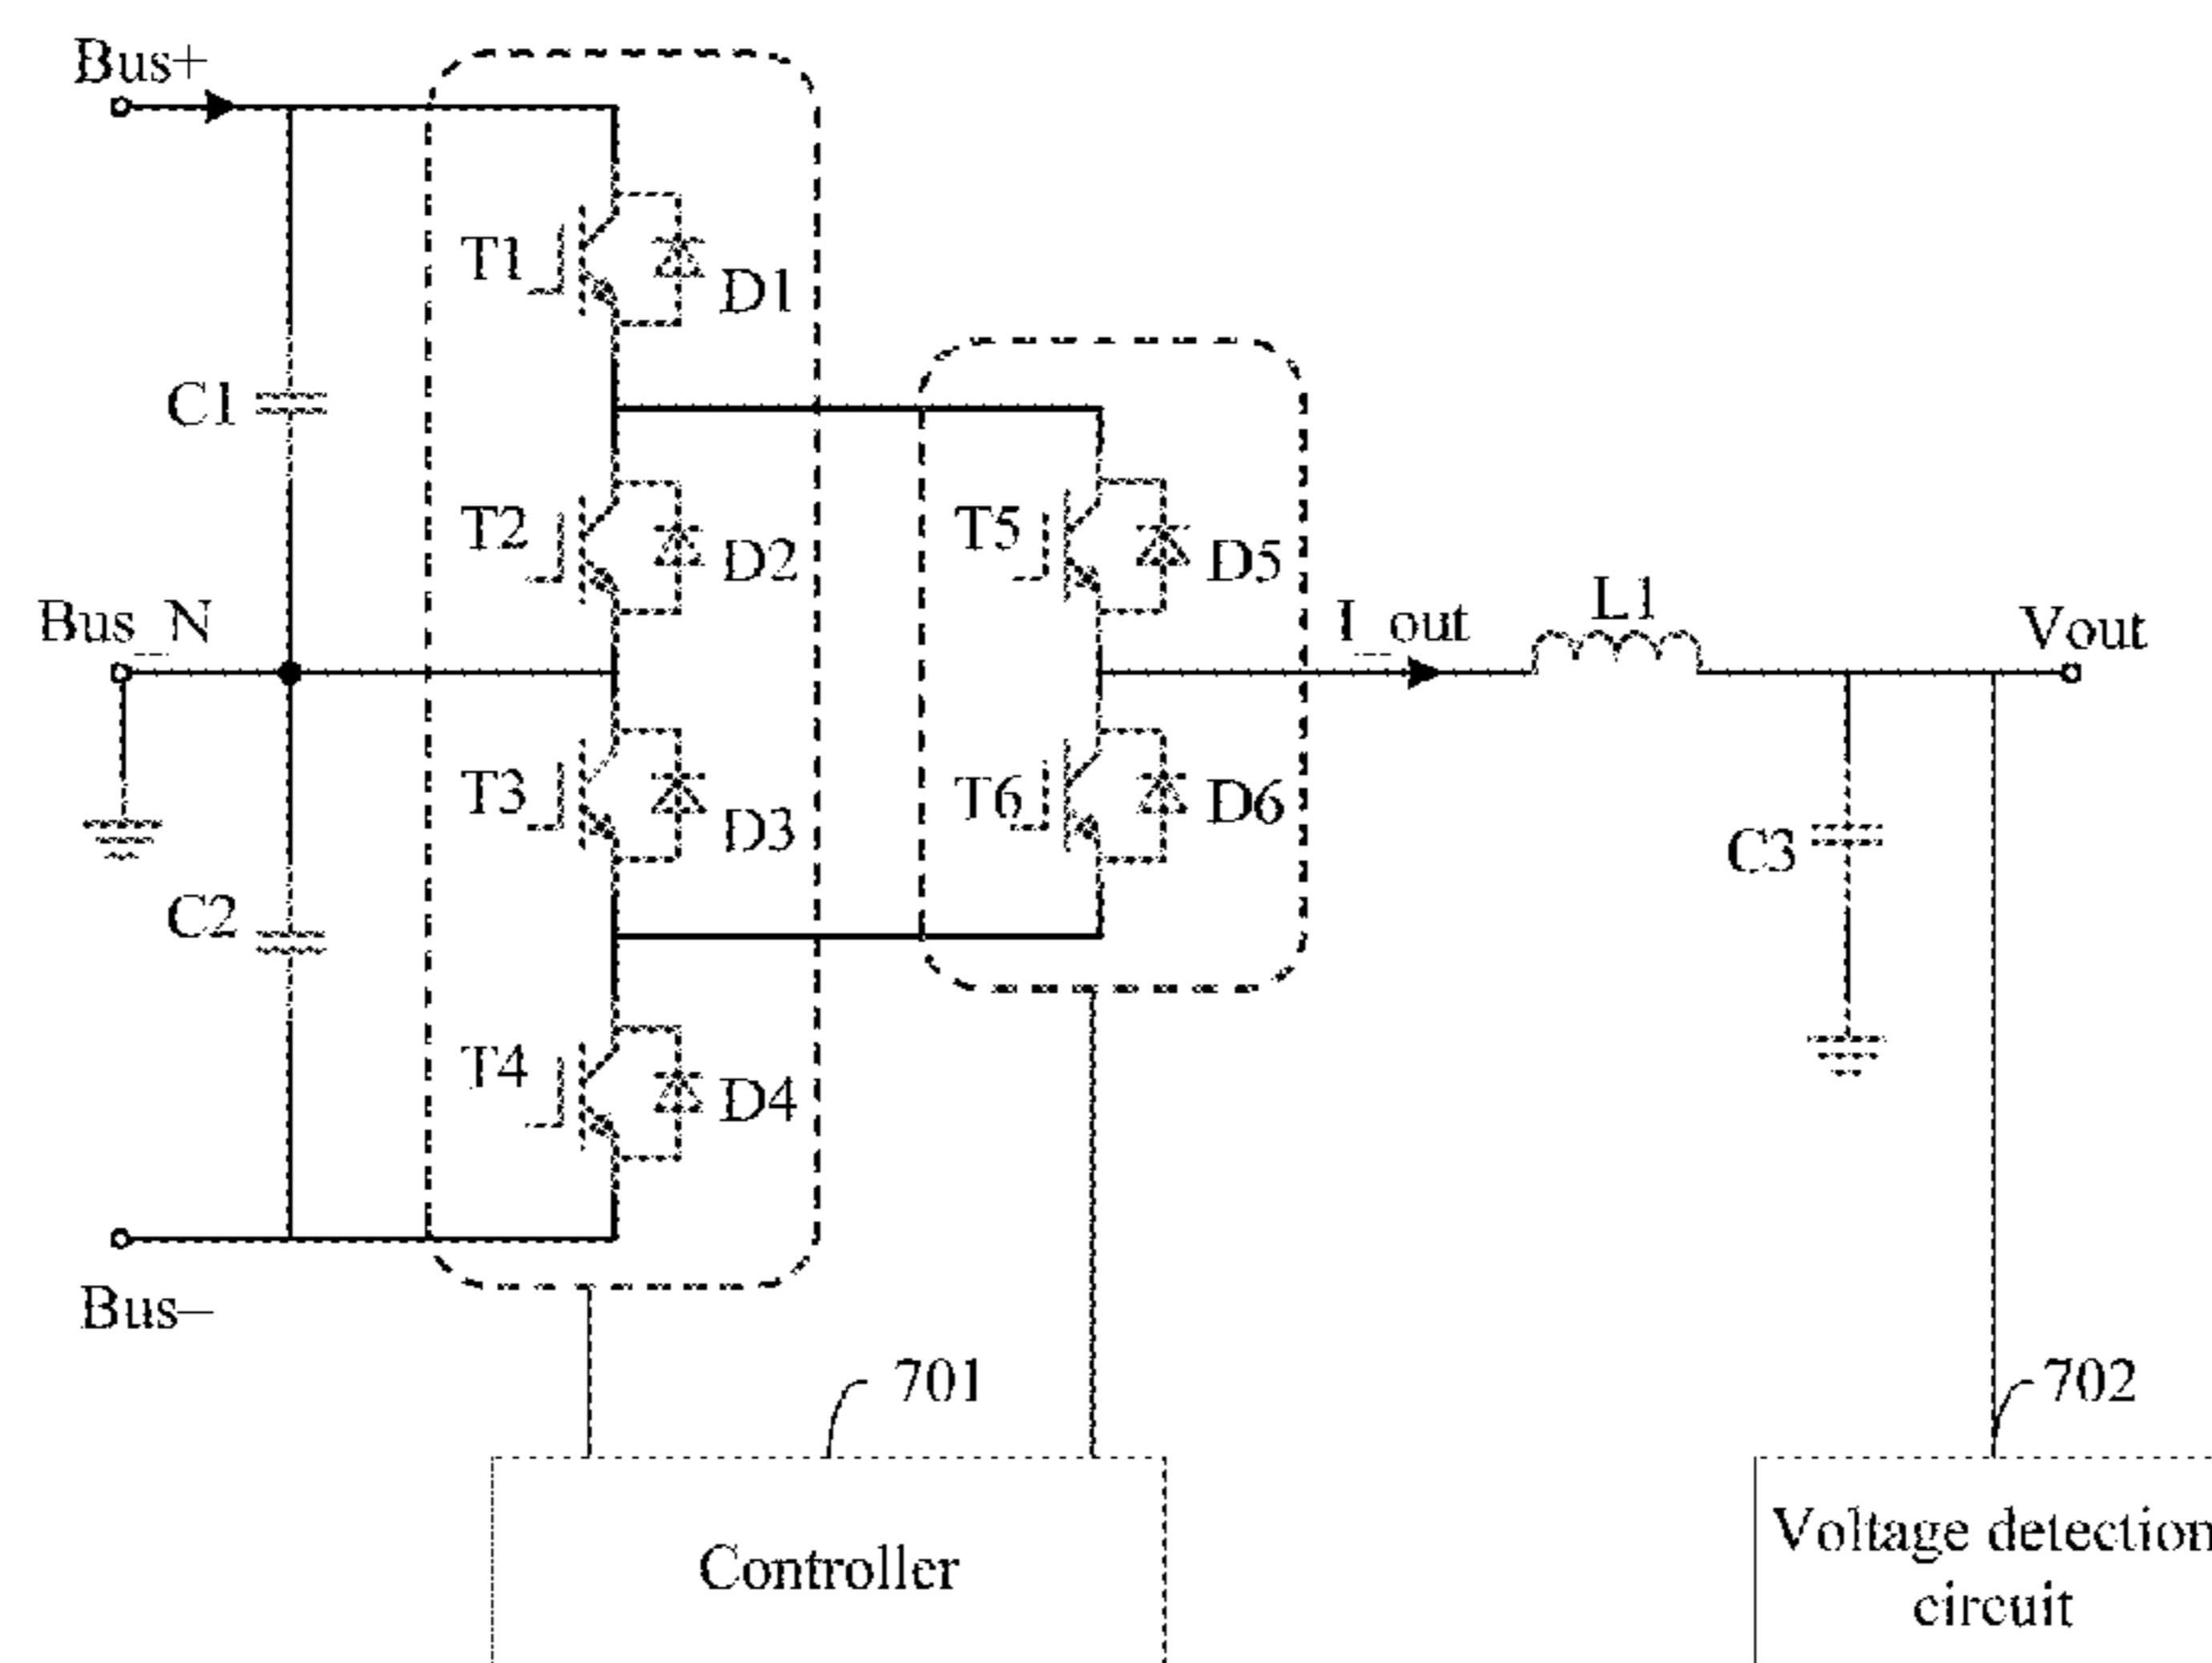 Bus+
T1
D1
C1
T2
D2
T5
D5
Bus_N
I_out
L1
Vout
T3
D3
T6
D6
C3
C2
T4
D4
Bus–
701
702
Controller
Voltage detection
circuit